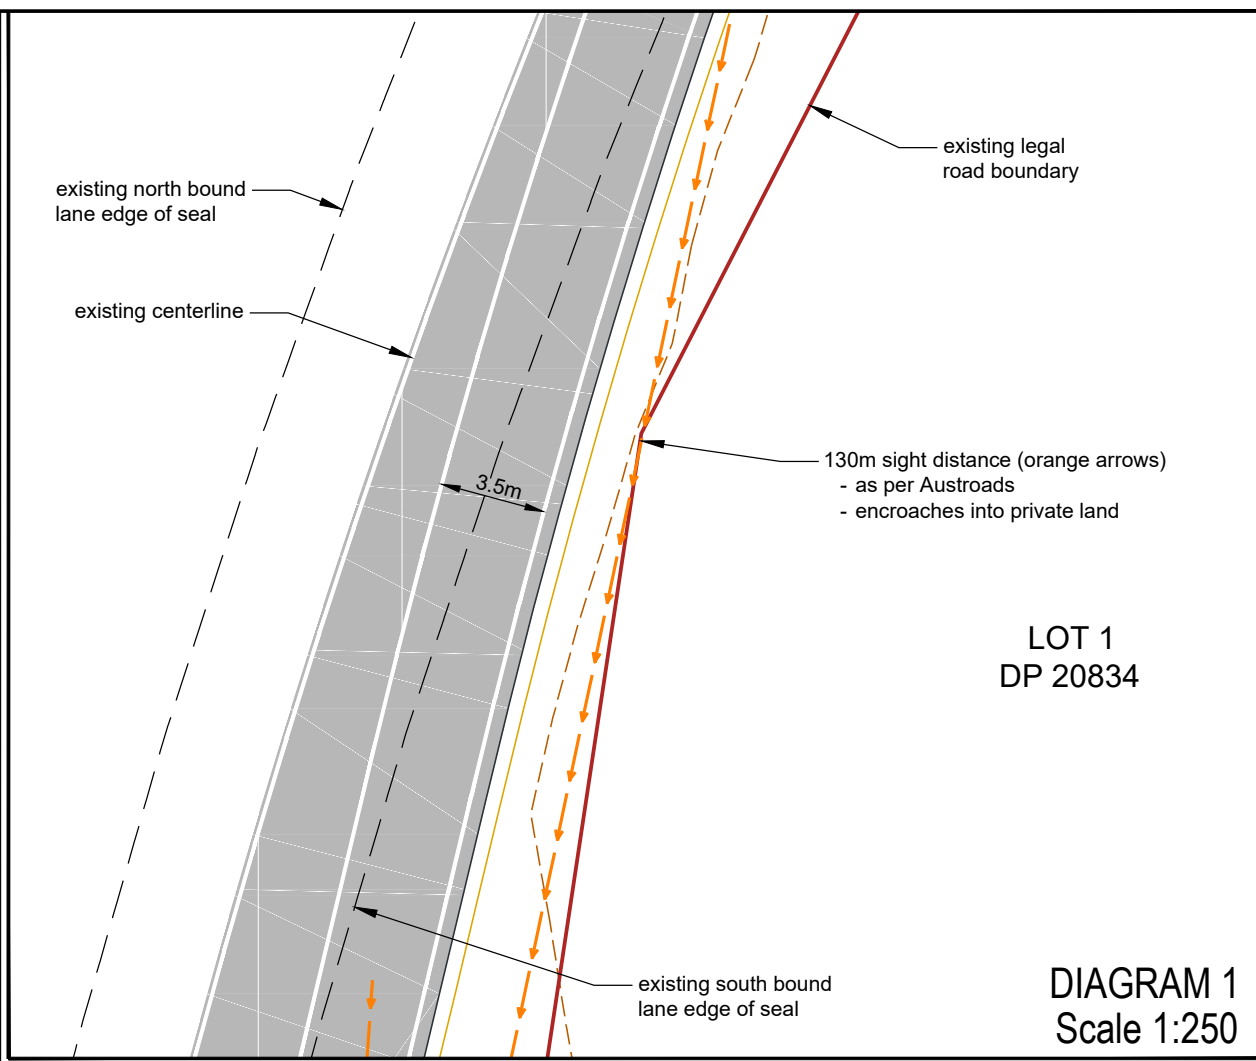 existing legal
road boundary
existing north bound
lane edge of seal
existing centerline
130m sight distance (orange arrows)
- as per Austroads
- encroaches into private land
3.5m
LOT 1
DP 20834
existing south bound
lane edge of seal
DIAGRAM 1
Scale 1:250